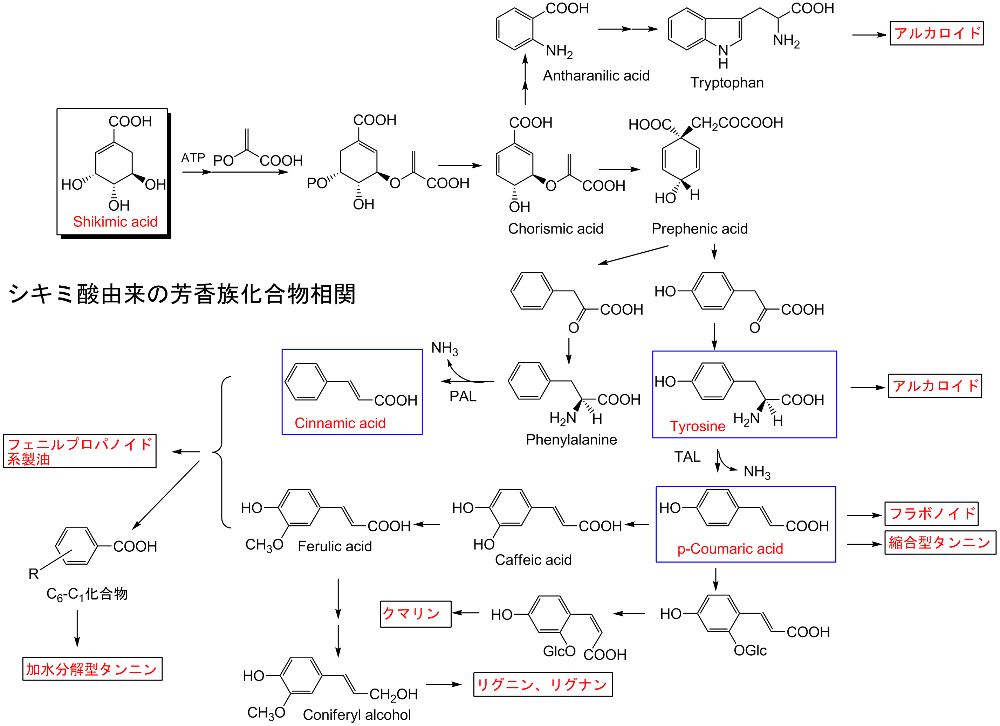 COOH
NH2
Antharanilic acid
COOH
NH2
N
H
Tryptophan
アルカロイド
COOH
HO
OH
OH
Shikimic acid
ATP
PO
COOH
COOH
PO
O
COOH
OH
COOH
O
COOH
OH
Chorismic acid
HOOC
CH2COCOOH
HO
H
Prephenic acid
シキミ酸由来の芳香族化合物相関
COOH
O
HO
COOH
O
NH3
PAL
COOH
Cinnamic acid
COOH
H2N
H
Phenylalanine
HO
COOH
H2N
H
Tyrosine
アルカロイド
フェニルプロパノイド
系製油
TAL
NH3
HO
COOH
CH3O
Ferulic acid
HO
COOH
HO
Caffeic acid
HO
COOH
p-Coumaric acid
フラボノイド
縮合型タンニン
COOH
R
C6-C1化合物
クマリン
HO
GlcO
COOH
HO
COOH
OGlc
加水分解型タンニン
HO
CH2OH
CH3O
Coniferyl alcohol
リグニン、リグナン